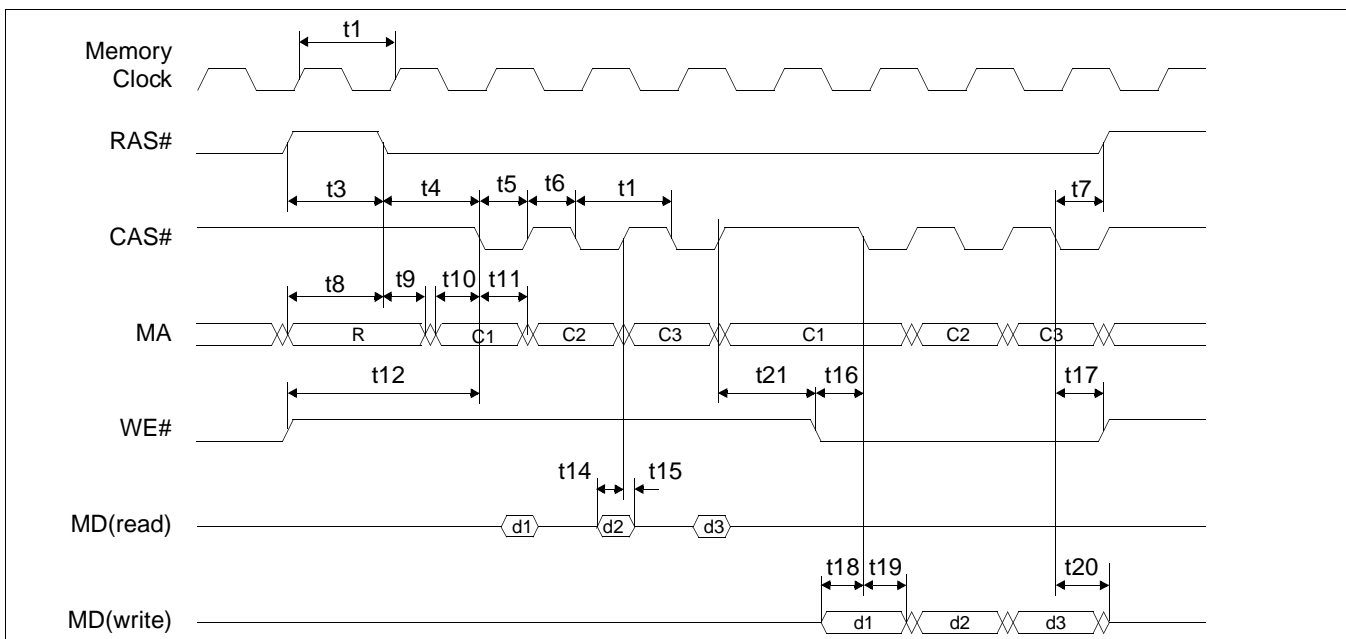 t1
Memory
Clock
RAS#
t3 t4 t5 t6 t1 t7
CAS#
t8 t9 t10 t11
MA R C1 C2 C3 C1 C2 C3
t12 t21 t16 t17
WE#
t14 t15
MD(read) d1 d2 d3
t18 t19 t20
MD(write) d1 d2 d3